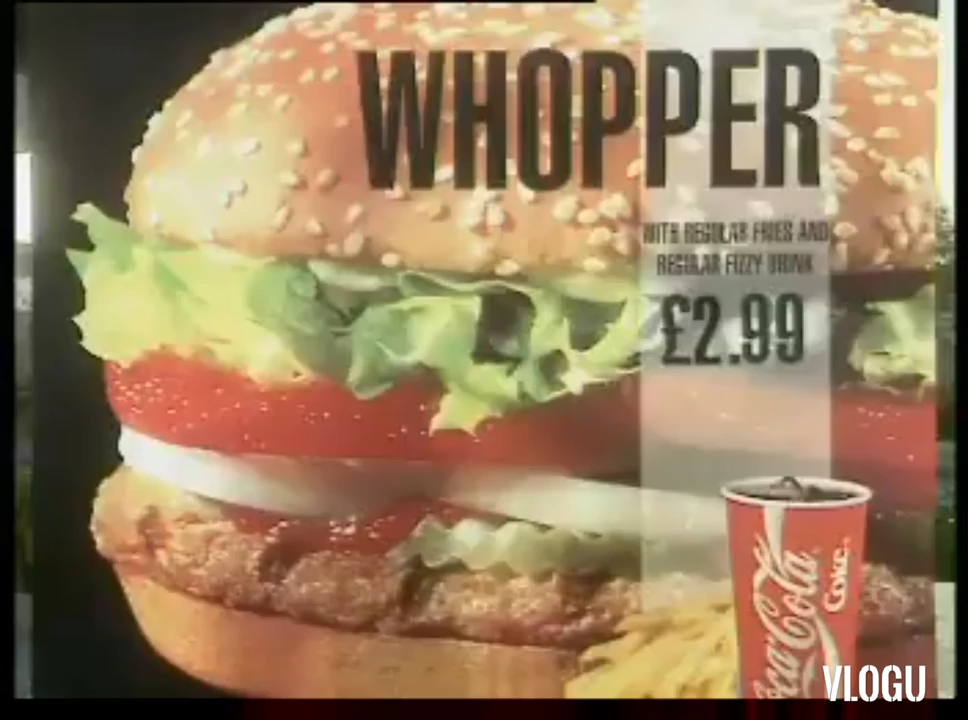 WHOPPER
WITH REGULAR FRIES AND
REGULAR FIZZY DRINK
£2.99
Coca-Cola
Coke
VLOGU